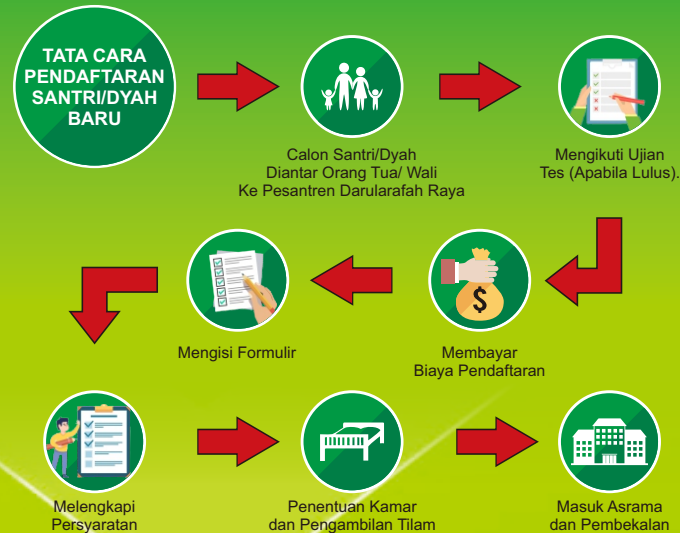 TATA CARA
PENDAFTARAN
SANTRI/DYAH
BARU
Calon Santri/Dyah
Diantar Orang Tua/ Wali
Ke Pesantren Darularafah Raya
Mengikuti Ujian
Tes (Apabila Lulus).
Membayar
Biaya Pendaftaran
Mengisi Formulir
Melengkapi
Persyaratan
Penentuan Kamar
dan Pengambilan Tilam
Masuk Asrama
dan Pembekalan